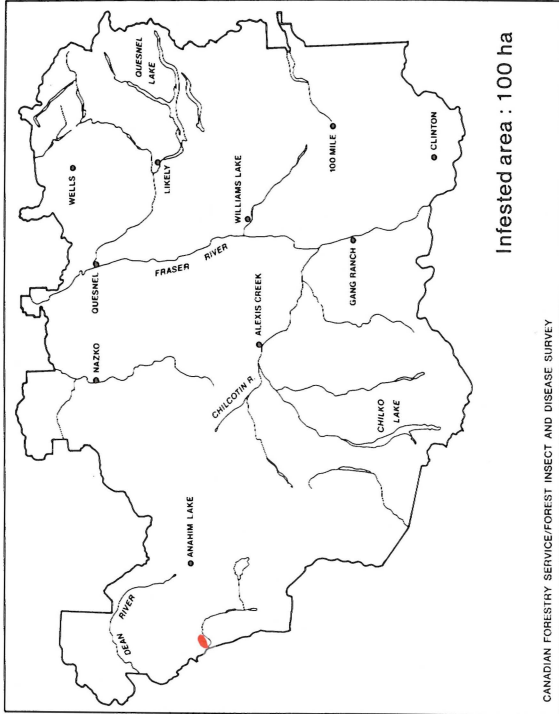 QUESNEL
LAKE
WELLS
LIKELY
QUESNEL
WILLIAMS LAKE
100 MILE
CLINTON
FRASER RIVER
NAZKO
ALEXIS CREEK
GANG RANCH
CHILCOTIN R.
CHILKO
LAKE
ANAHIM LAKE
DEAN RIVER
Infested area : 100 ha
CANADIAN FORESTRY SERVICE/FOREST INSECT AND DISEASE SURVEY